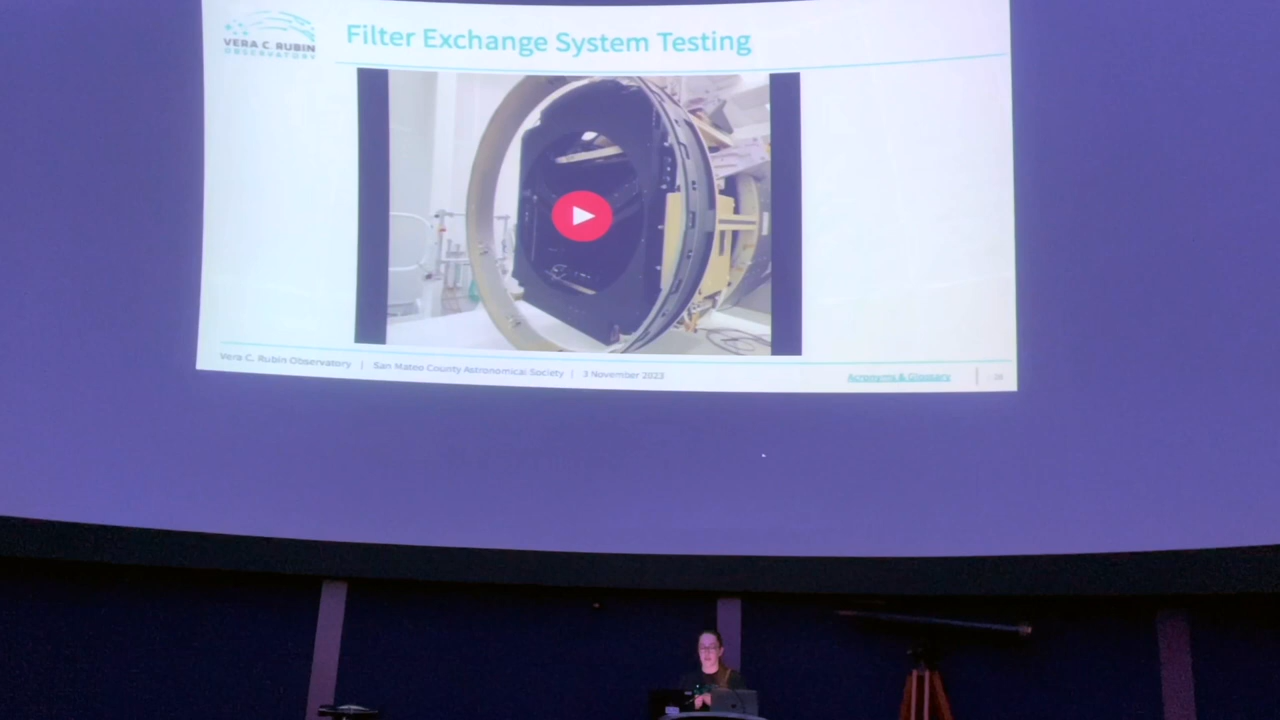 VERA C. RUBIN
OBSERVATORY
Filter Exchange System Testing
Vera C. Rubin Observatory | San Mateo County Astronomical Society | 3 November 2023
Acronyms & Glossary